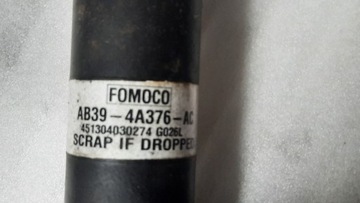 FOMOCO
AB39-4A376-AC
451304030274 G026L
SCRAP IF DROPPED